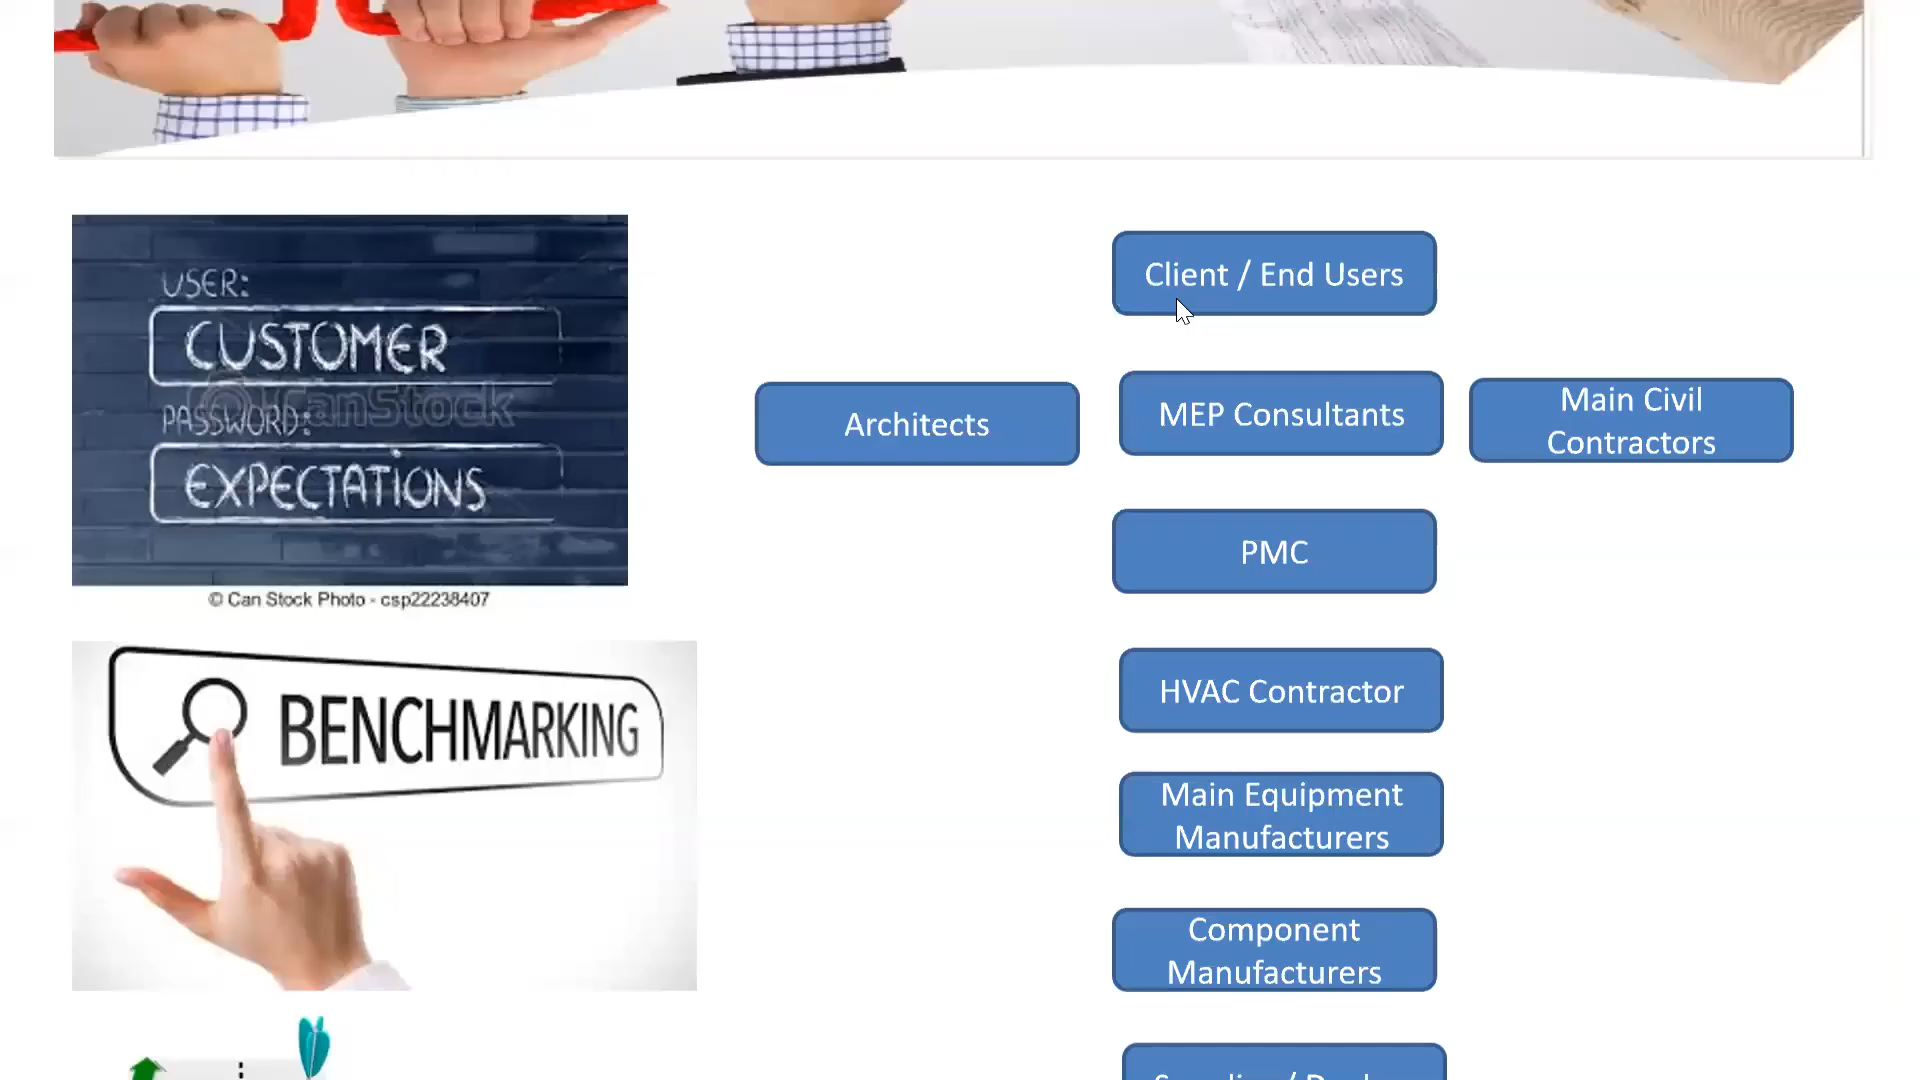 USER:
CUSTOMER
CanStock
PASSWORD:
EXPECTATIONS
© Can Stock Photo - csp22238407
BENCHMARKING
Client / End Users
Architects
MEP Consultants
Main Civil
Contractors
PMC
HVAC Contractor
Main Equipment
Manufacturers
Component
Manufacturers